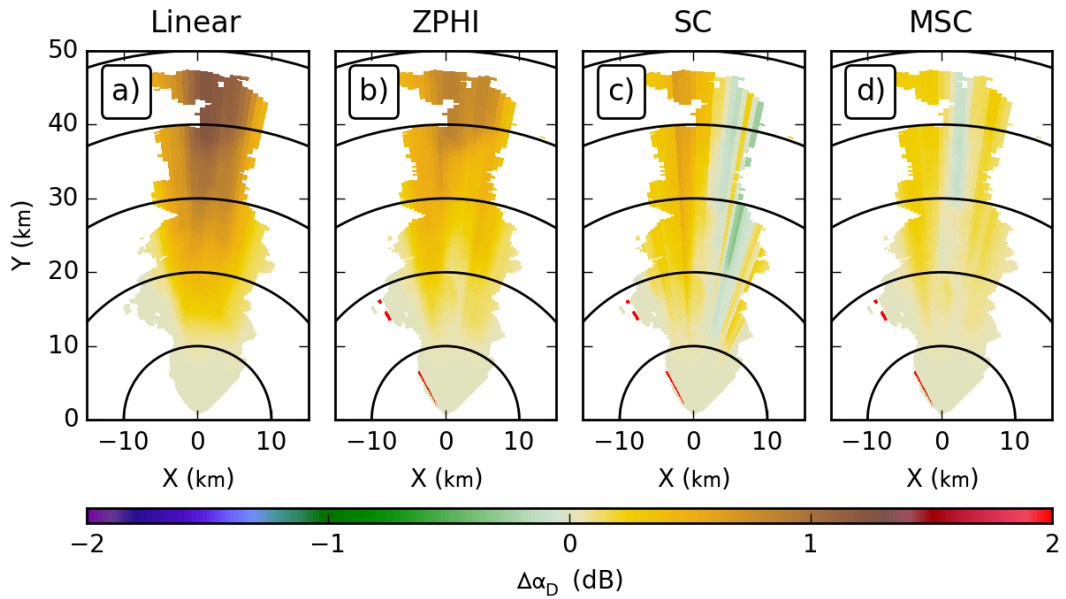 Linear ZPHI SC MSC
50
a) b) c) d)
40
30
20
10
0
Y (km)
−10 0 10 −10 0 10 −10 0 10 −10 0 10
X (km) X (km) X (km) X (km)
−2 −1 0 1 2
Δα_D (dB)